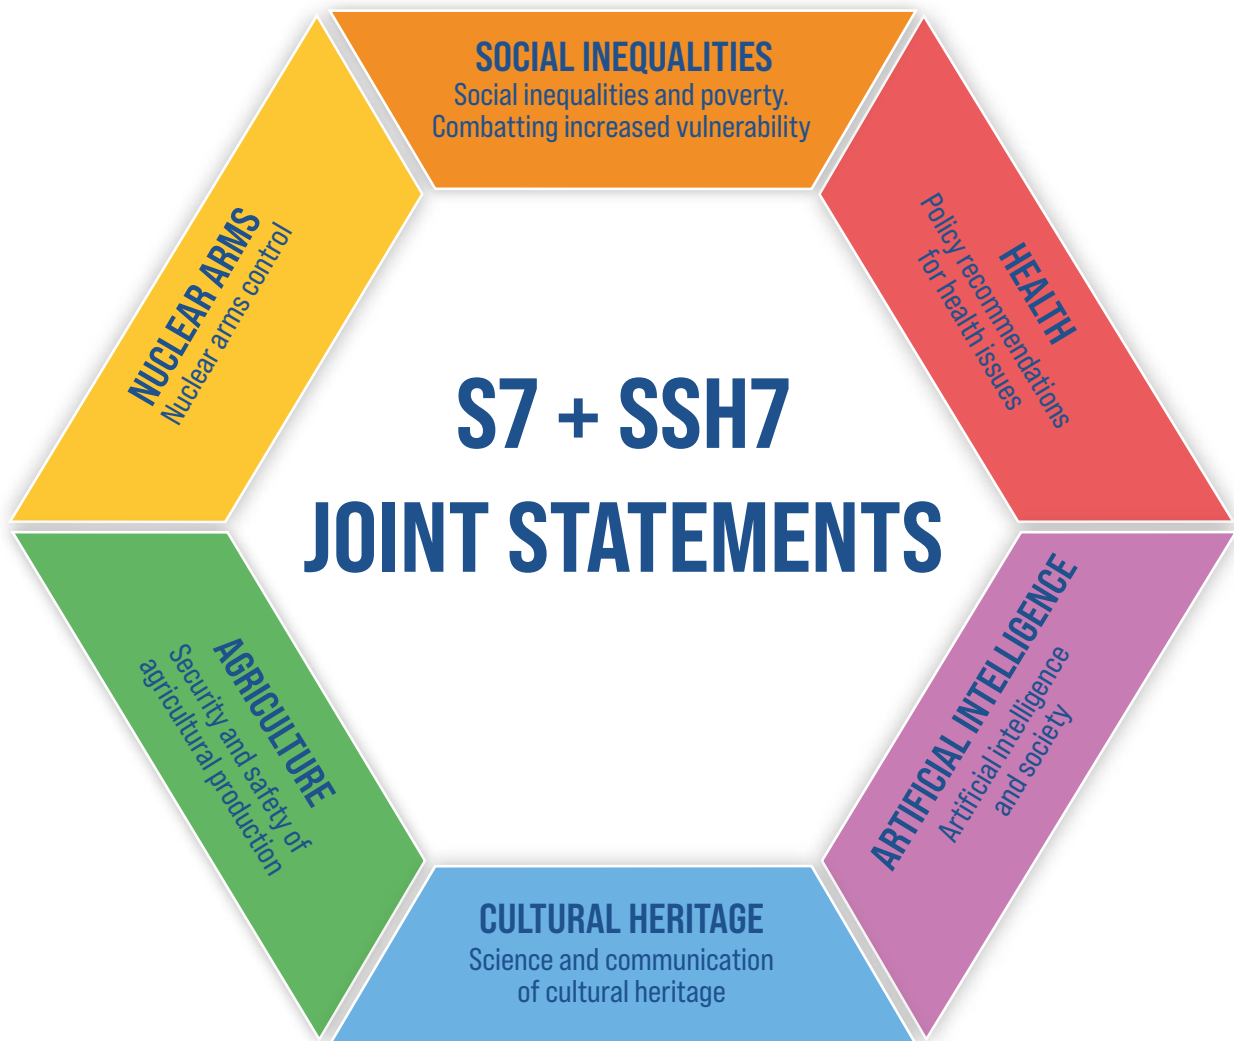 SOCIAL INEQUALITIES
Social inequalities and poverty.
Combatting increased vulnerability
HEALTH
Policy recommendations
for health issues
ARTIFICIAL INTELLIGENCE
Artificial intelligence
and society
CULTURAL HERITAGE
Science and communication
of cultural heritage
AGRICULTURE
Security and safety of
agricultural production
NUCLEAR ARMS
Nuclear arms control
S7 + SSH7
JOINT STATEMENTS